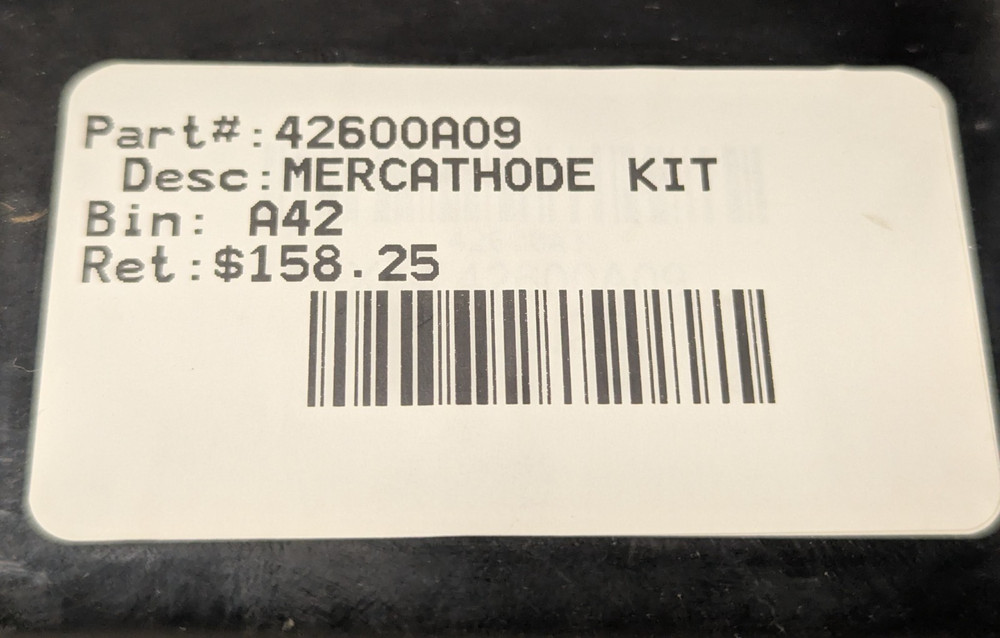 Part#:42600A09
Desc:MERCATHODE KIT
Bin: A42
Ret:$158.25